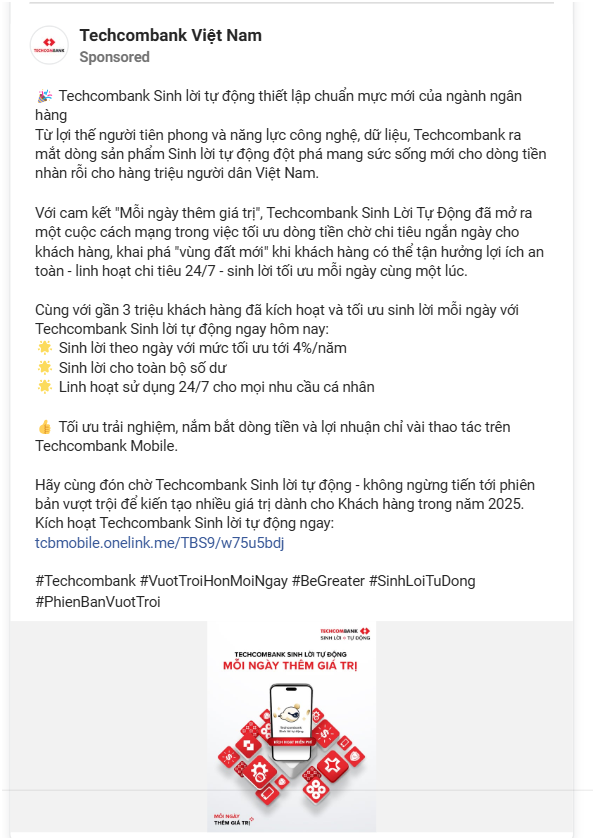 Techcombank Việt Nam
TECHCOMBANK
Sponsored
🎉 Techcombank Sinh lời tự động thiết lập chuẩn mực mới của ngành ngân
hàng
Từ lợi thế người tiên phong và năng lực công nghệ, dữ liệu, Techcombank ra
mắt dòng sản phẩm Sinh lời tự động đột phá mang sức sống mới cho dòng tiền
nhàn rỗi cho hàng triệu người dân Việt Nam.
Với cam kết "Mỗi ngày thêm giá trị", Techcombank Sinh Lời Tự Động đã mở ra
một cuộc cách mạng trong việc tối ưu dòng tiền chờ chi tiêu ngắn ngày cho
khách hàng, khai phá "vùng đất mới" khi khách hàng có thể tận hưởng lợi ích an
toàn - linh hoạt chi tiêu 24/7 - sinh lời tối ưu mỗi ngày cùng một lúc.
Cùng với gần 3 triệu khách hàng đã kích hoạt và tối ưu sinh lời mỗi ngày với
Techcombank Sinh lời tự động ngay hôm nay:
🌟 Sinh lời theo ngày với mức tối ưu tới 4%/năm
🌟 Sinh lời cho toàn bộ số dư
🌟 Linh hoạt sử dụng 24/7 cho mọi nhu cầu cá nhân
👍 Tối ưu trải nghiệm, nắm bắt dòng tiền và lợi nhuận chỉ vài thao tác trên
Techcombank Mobile.
Hãy cùng đón chờ Techcombank Sinh lời tự động - không ngừng tiến tới phiên
bản vượt trội để kiến tạo nhiều giá trị dành cho Khách hàng trong năm 2025.
Kích hoạt Techcombank Sinh lời tự động ngay:
tcbmobile.onelink.me/TBS9/w75u5bdj
#Techcombank #VuotTroiHonMoiNgay #BeGreater #SinhLoiTuDong
#PhienBanVuotTroi
TECHCOMBANK
SINH LỜI TỰ ĐỘNG
TECHCOMBANK SINH LỜI TỰ ĐỘNG
MỖI NGÀY THÊM GIÁ TRỊ
Techcombank
Sinh lời tự động
KÍCH HOẠT MIỄN PHÍ
MỖI NGÀY
THÊM GIÁ TRỊ